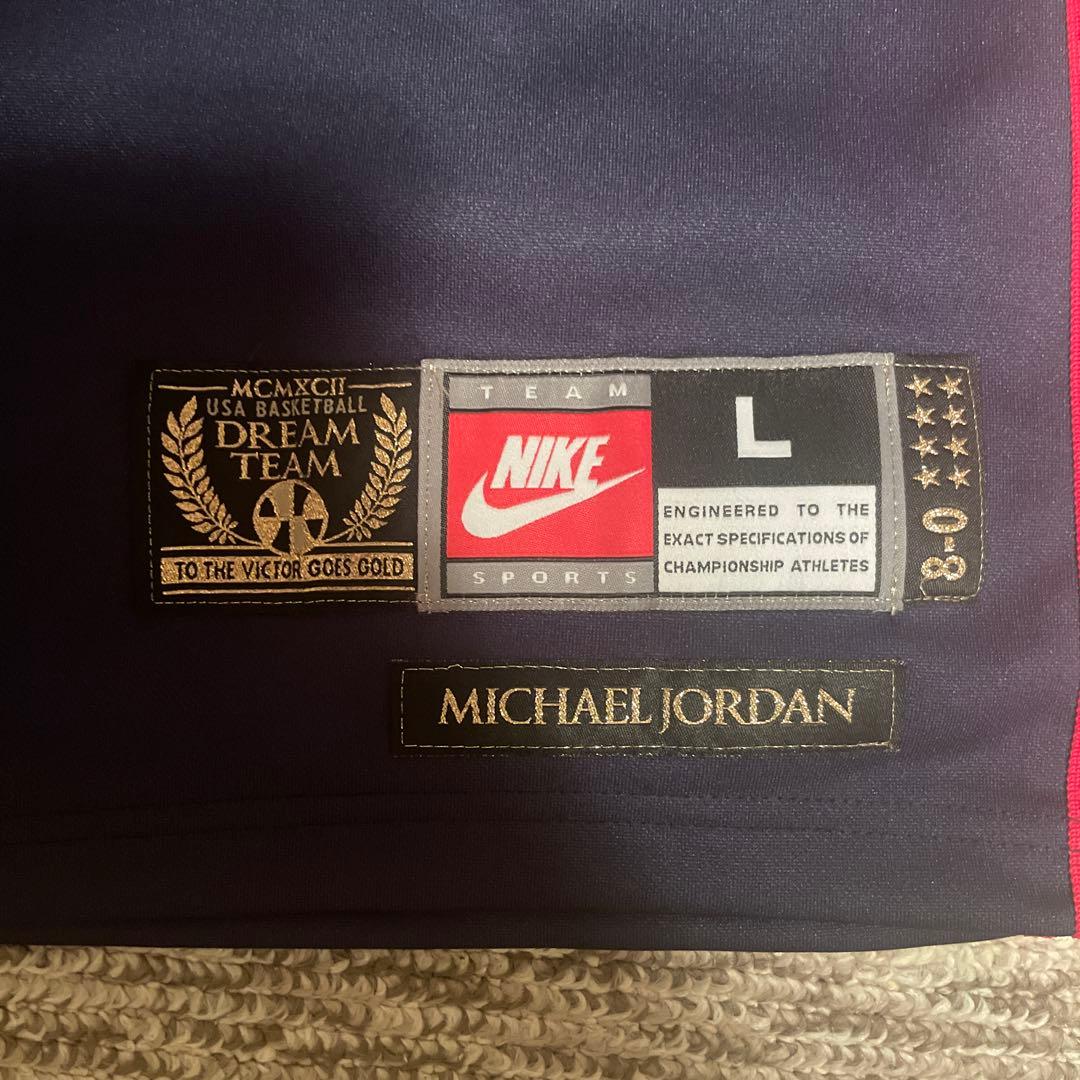 MCMXCII
USA BASKETBALL
DREAM
TEAM
TO THE VICTOR GOES GOLD
TEAM
NIKE
SPORTS
L
ENGINEERED TO THE
EXACT SPECIFICATIONS OF
CHAMPIONSHIP ATHLETES
8-0
MICHAEL JORDAN